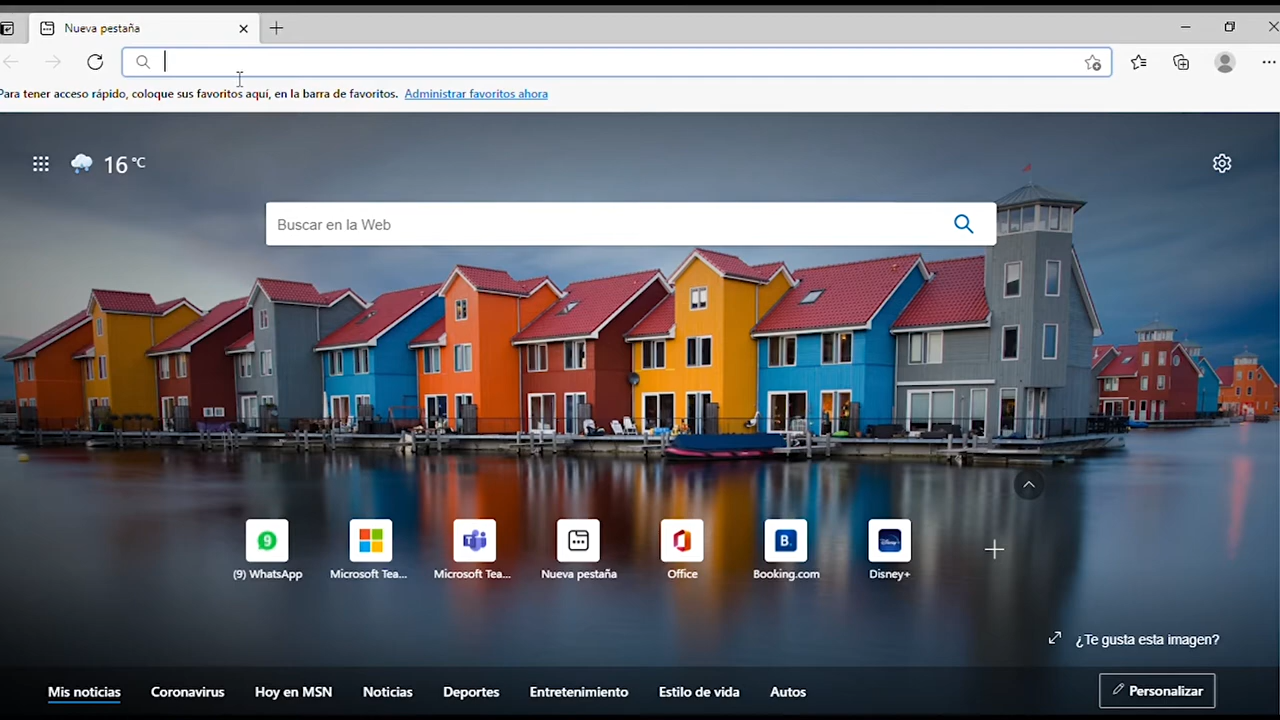 Nueva pestaña
Para tener acceso rápido, coloque sus favoritos aquí, en la barra de favoritos. Administrar favoritos ahora
16 °C
Buscar en la Web
9
B.
Disney+
(9) WhatsApp
Microsoft Tea...
Microsoft Tea...
Nueva pestaña
Office
Booking.com
Disney+
¿Te gusta esta imagen?
Mis noticias
Coronavirus
Hoy en MSN
Noticias
Deportes
Entretenimiento
Estilo de vida
Autos
Personalizar